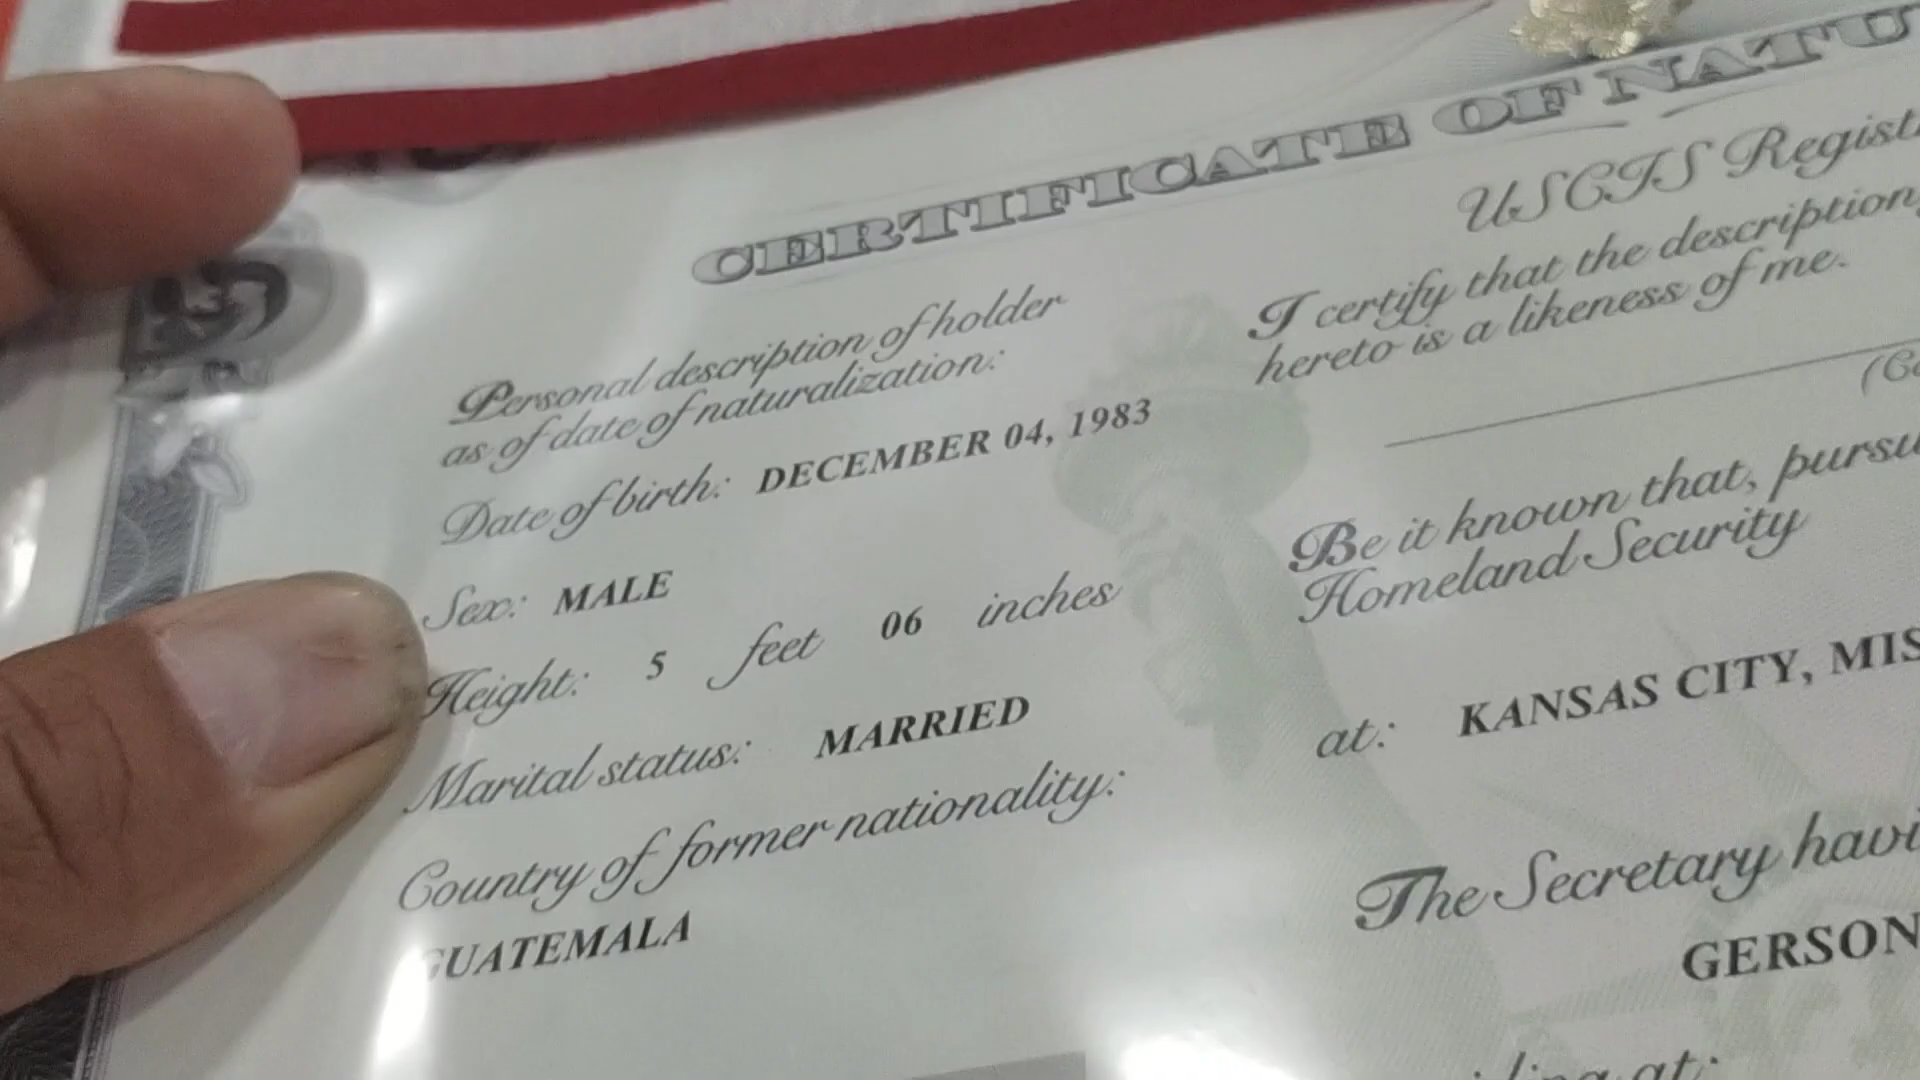 CERTIFICATE OF NATU
USCIS Regist
Personal description of holder
as of date of naturalization:
Date of birth: DECEMBER 04, 1983
Sex: MALE
Height: 5 feet 06 inches
Marital status: MARRIED
Country of former nationality:
GUATEMALA
I certify that the description
hereto is a likeness of me.
Be it known that, pursu
Homeland Security
at: KANSAS CITY, MIS
The Secretary havi
GERSON
at: